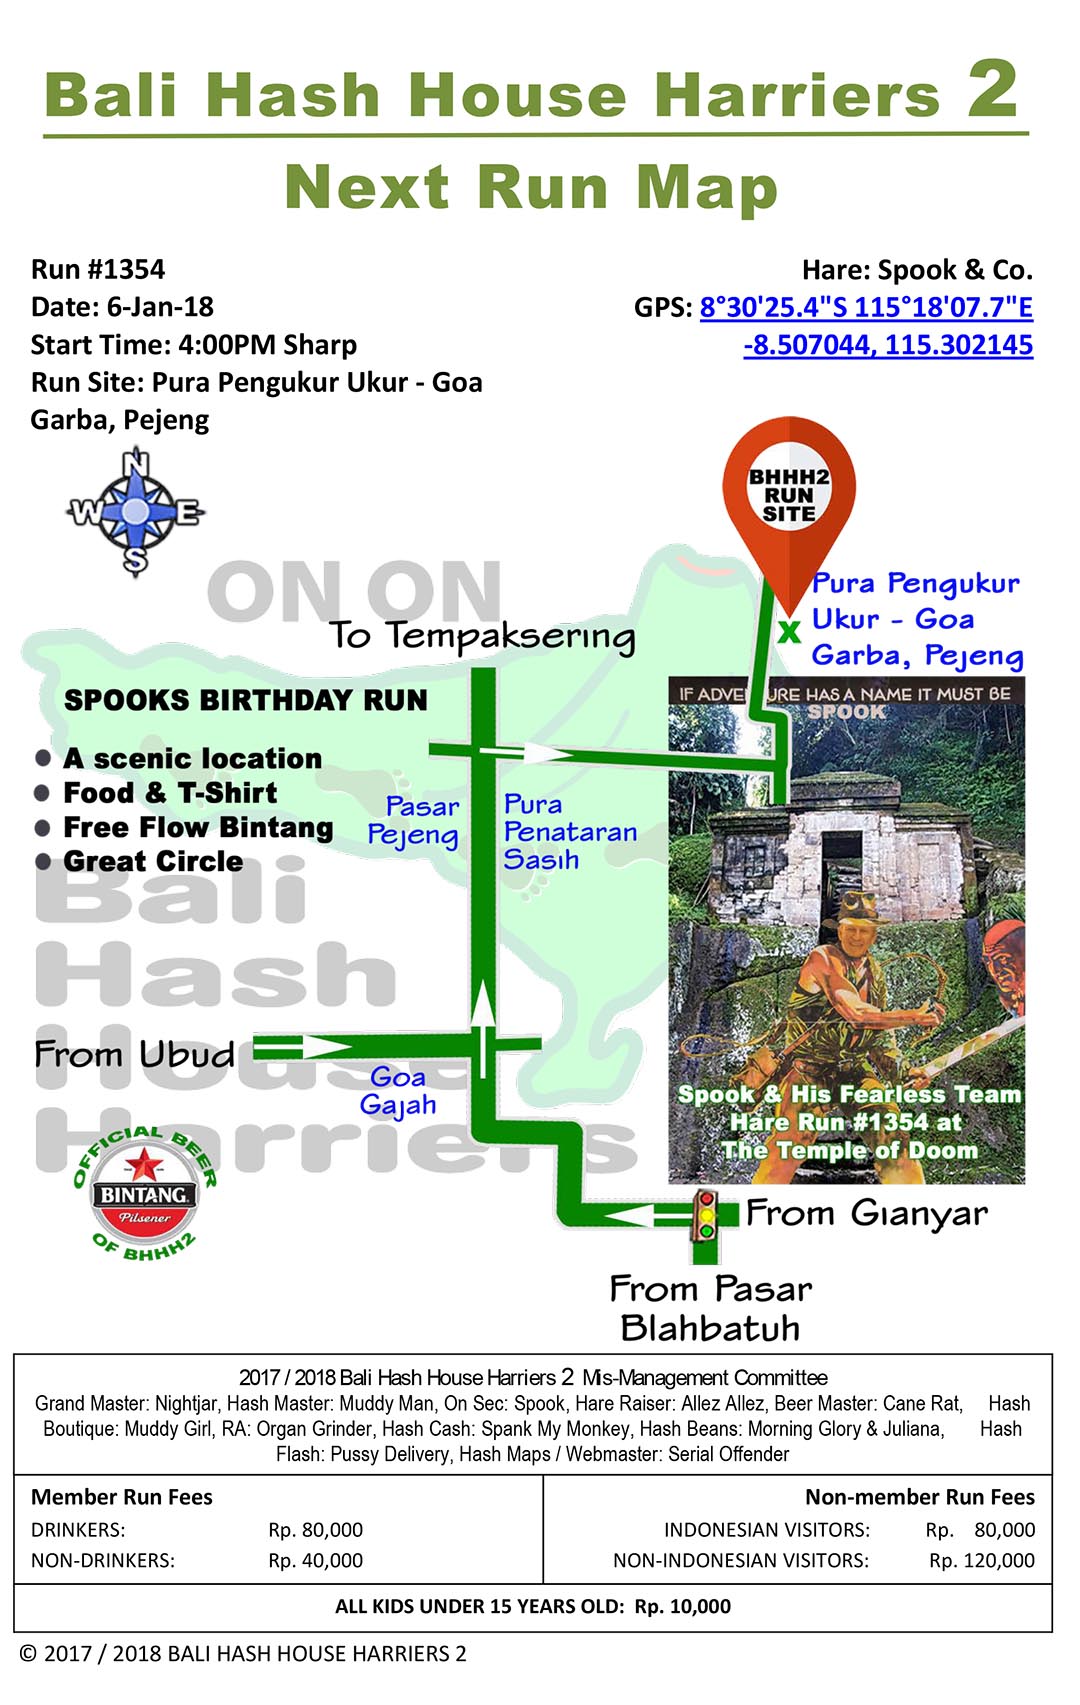 Bali Hash House Harriers 2
Next Run Map
Run #1354
Date: 6-Jan-18
Start Time: 4:00PM Sharp
Run Site: Pura Pengukur Ukur - Goa
Garba, Pejeng
Hare: Spook & Co.
GPS: 8°30'25.4"S 115°18'07.7"E
-8.507044, 115.302145
N
W E
S
BHHH2
RUN
SITE
ON ON
To Tempaksering
Pura Pengukur
Ukur - Goa
Garba, Pejeng
X
SPOOKS BIRTHDAY RUN
● A scenic location
● Food & T-Shirt
● Free Flow Bintang
● Great Circle
IF ADVENTURE HAS A NAME IT MUST BE
SPOOK
Pasar
Pejeng
Pura
Penataran
Sasih
Bali
Hash
House
Harriers
From Ubud
Goa
Gajah
Spook & His Fearless Team
Hare Run #1354 at
The Temple of Doom
OFFICIAL BEER
BINTANG
Pilsener
OF BHHH2
From Gianyar
From Pasar
Blahbatuh
2017 / 2018 Bali Hash House Harriers 2 Mis-Management Committee
Grand Master: Nightjar, Hash Master: Muddy Man, On Sec: Spook, Hare Raiser: Allez Allez, Beer Master: Cane Rat, Hash
Boutique: Muddy Girl, RA: Organ Grinder, Hash Cash: Spank My Monkey, Hash Beans: Morning Glory & Juliana, Hash
Flash: Pussy Delivery, Hash Maps / Webmaster: Serial Offender
Member Run Fees
DRINKERS: Rp. 80,000
NON-DRINKERS: Rp. 40,000
Non-member Run Fees
INDONESIAN VISITORS: Rp. 80,000
NON-INDONESIAN VISITORS: Rp. 120,000
ALL KIDS UNDER 15 YEARS OLD: Rp. 10,000
© 2017 / 2018 BALI HASH HOUSE HARRIERS 2